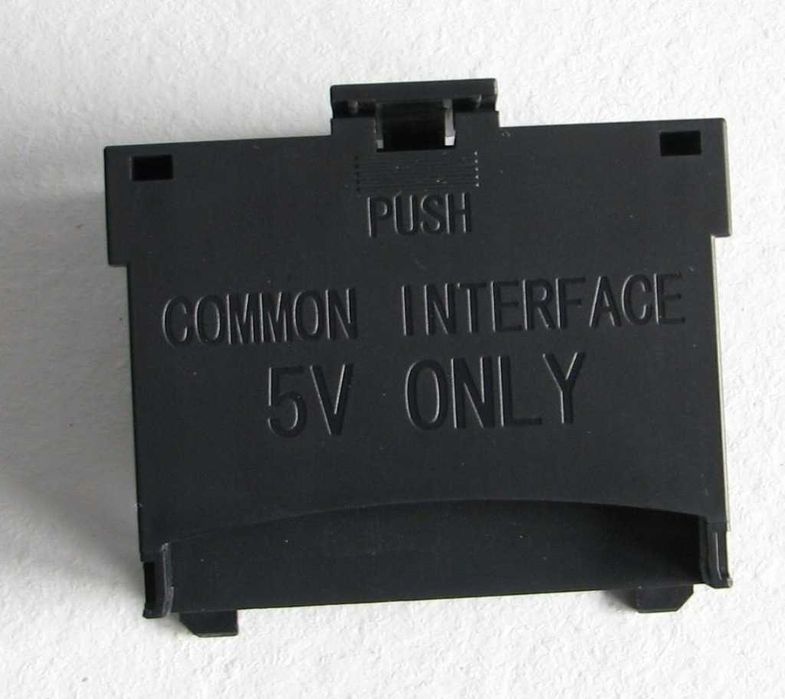 PUSH
COMMON INTERFACE
5V ONLY